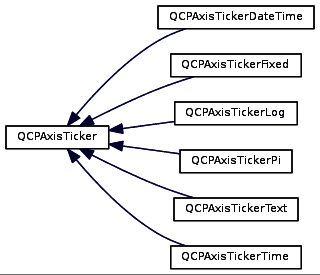 QCPAxisTickerDateTime
QCPAxisTickerFixed
QCPAxisTickerLog
QCPAxisTicker
QCPAxisTickerPi
QCPAxisTickerText
QCPAxisTickerTime